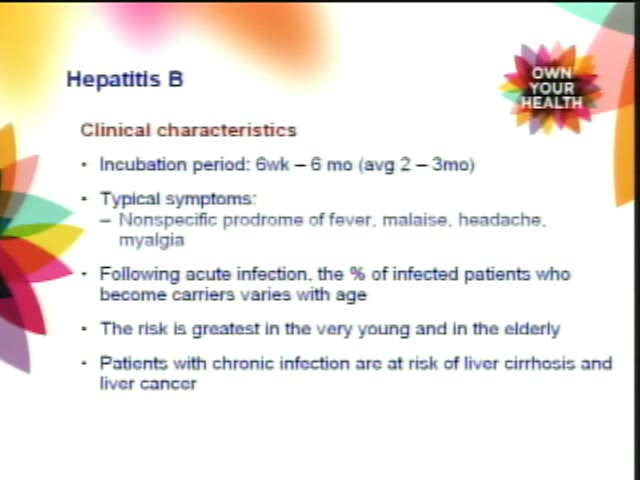 Hepatitis B
OWN
YOUR
HEALTH
Clinical characteristics
• Incubation period: 6wk – 6 mo (avg 2 – 3mo)
• Typical symptoms:
– Nonspecific prodrome of fever, malaise, headache,
myalgia
• Following acute infection, the % of infected patients who
become carriers varies with age
• The risk is greatest in the very young and in the elderly
• Patients with chronic infection are at risk of liver cirrhosis and
liver cancer